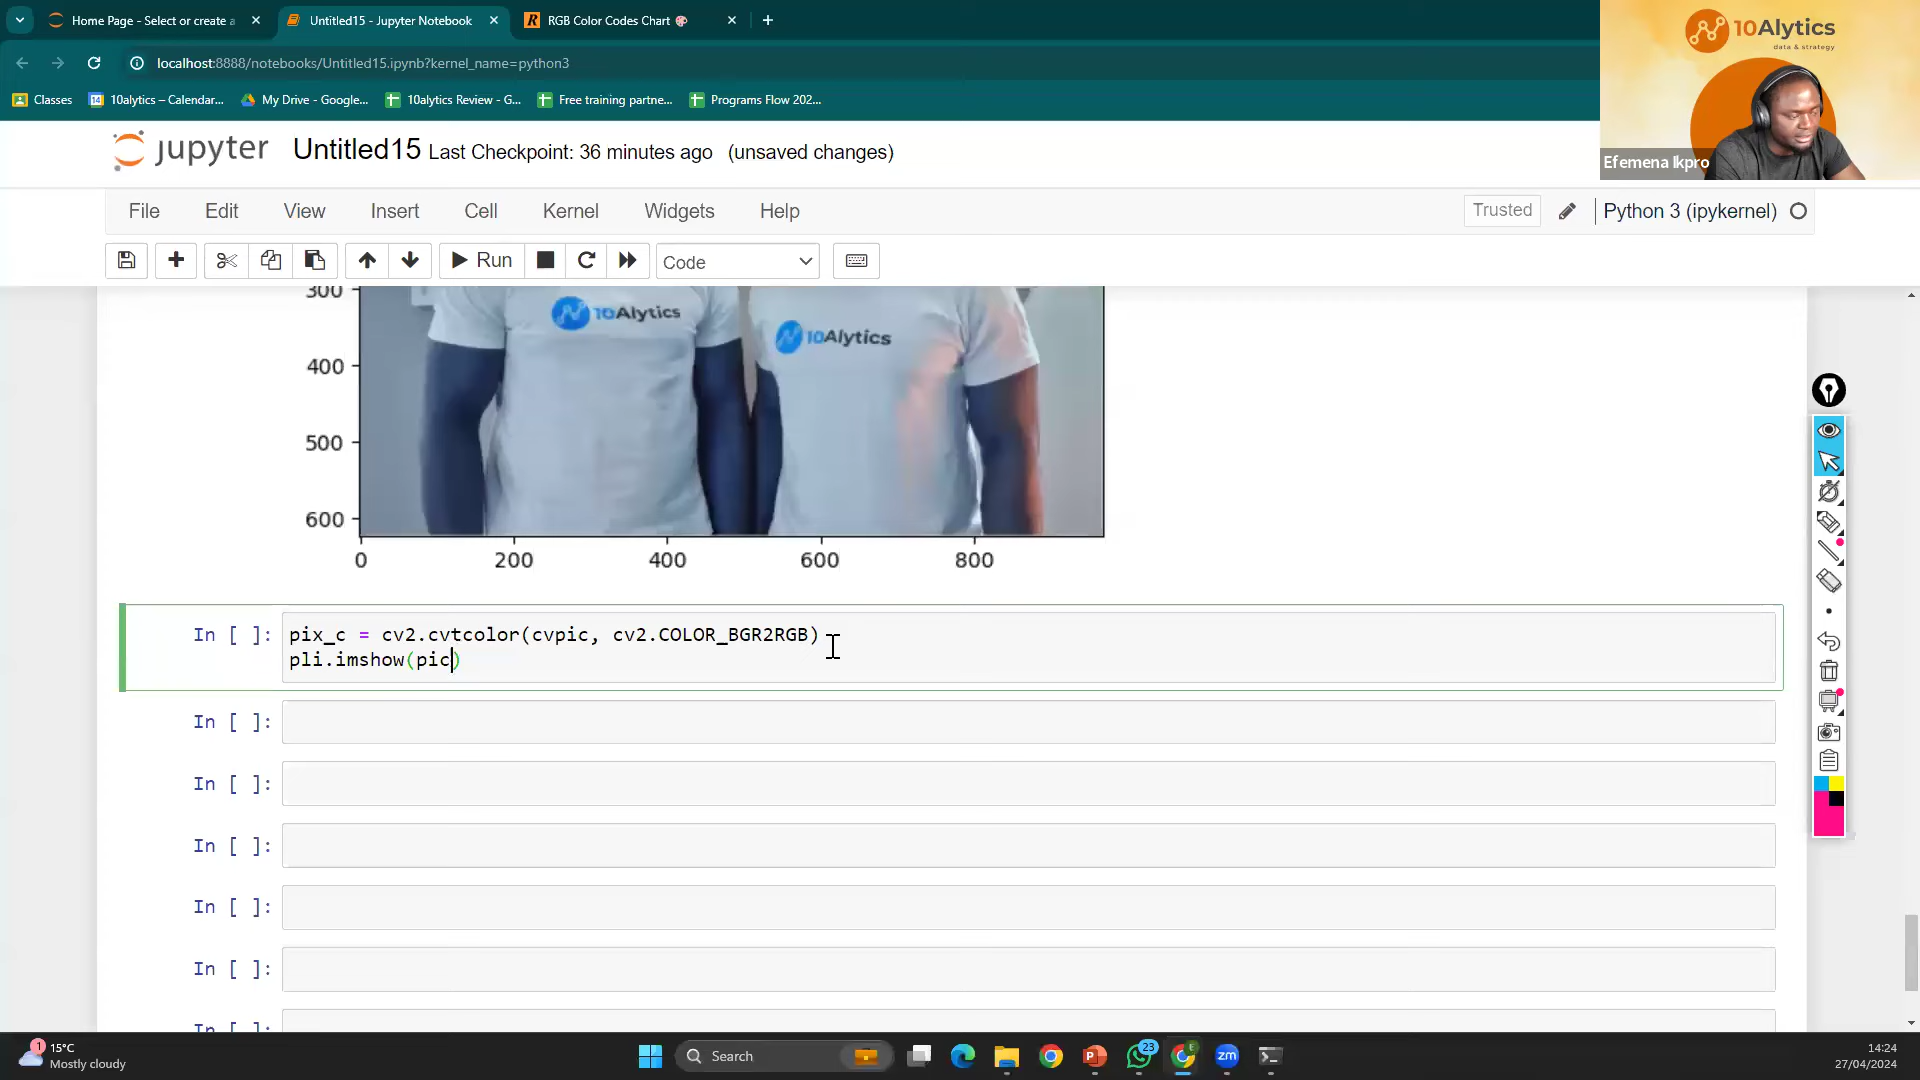 Home Page - Select or create a
Untitled15 - Jupyter Notebook
RGB Color Codes Chart
localhost:8888/notebooks/Untitled15.ipynb?kernel_name=python3
Classes
10alytics – Calendar...
My Drive - Google...
10alytics Review - G...
Free training partne...
Programs Flow 202...
10Alytics
data & strategy
Efemena Ikpro
jupyter
Untitled15 Last Checkpoint: 36 minutes ago (unsaved changes)
File Edit View Insert Cell Kernel Widgets Help
Trusted
Python 3 (ipykernel)
Run
Code
300
10Alytics
10Alytics
400
500
600
0 200 400 600 800
In [ ]: pix_c = cv2.cvtcolor(cvpic, cv2.COLOR_BGR2RGB)
pli.imshow(pic)
In [ ]:
In [ ]:
In [ ]:
In [ ]:
In [ ]:
In [ ]:
1
15°C
Mostly cloudy
Search
23
E
zm
14:24
27/04/2024